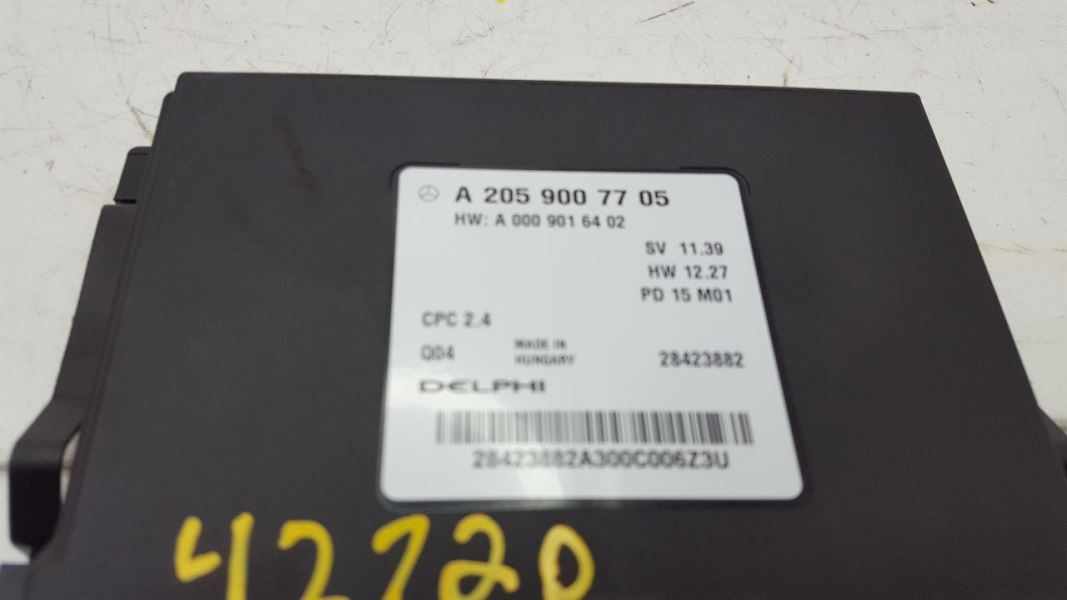 A 205 900 77 05
HW: A 000 901 64 02
SV 11.39
HW 12.27
PD 15 M01
CPC 2.4
Q04
MADE IN
HUNGARY
28423882
DELPHI
28423882A300C006Z3U
42720